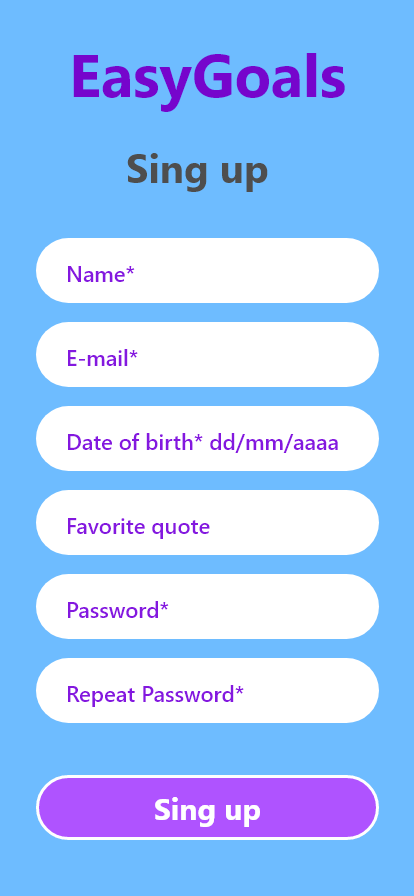 EasyGoals
Sing up
Name*
E-mail*
Date of birth* dd/mm/aaaa
Favorite quote
Password*
Repeat Password*
Sing up